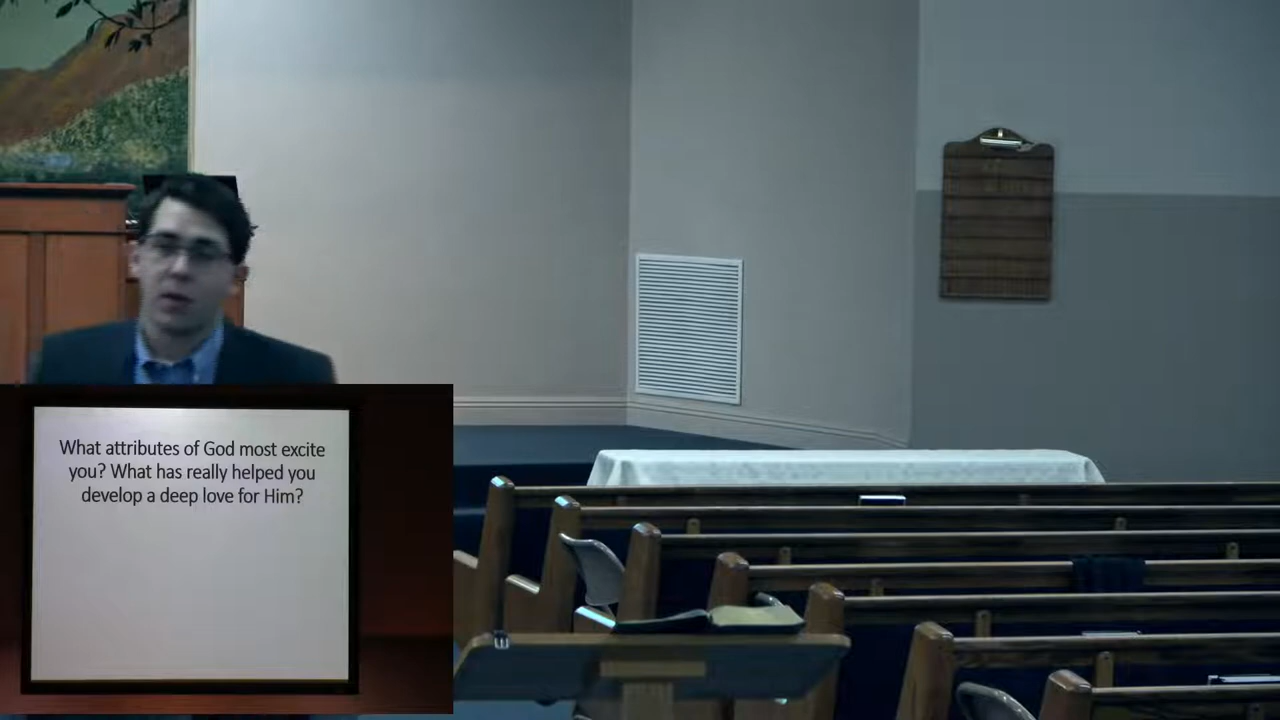 What attributes of God most excite
you? What has really helped you
develop a deep love for Him?